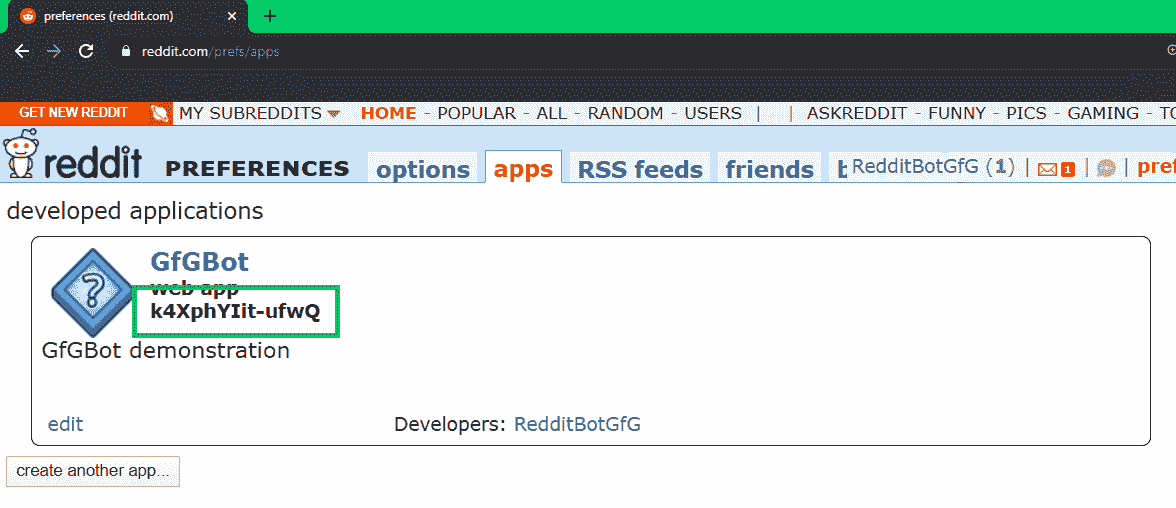 preferences (reddit.com)
reddit.com/prefs/apps
GET NEW REDDIT MY SUBREDDITS HOME - POPULAR - ALL - RANDOM - USERS | | ASKREDDIT - FUNNY - PICS - GAMING - TO
reddit PREFERENCES options apps RSS feeds friends b RedditBotGfG (1) | 1 | | pref
developed applications
GfGBot
web app
k4XphYIit-ufwQ
GfGBot demonstration
edit Developers: RedditBotGfG
create another app...